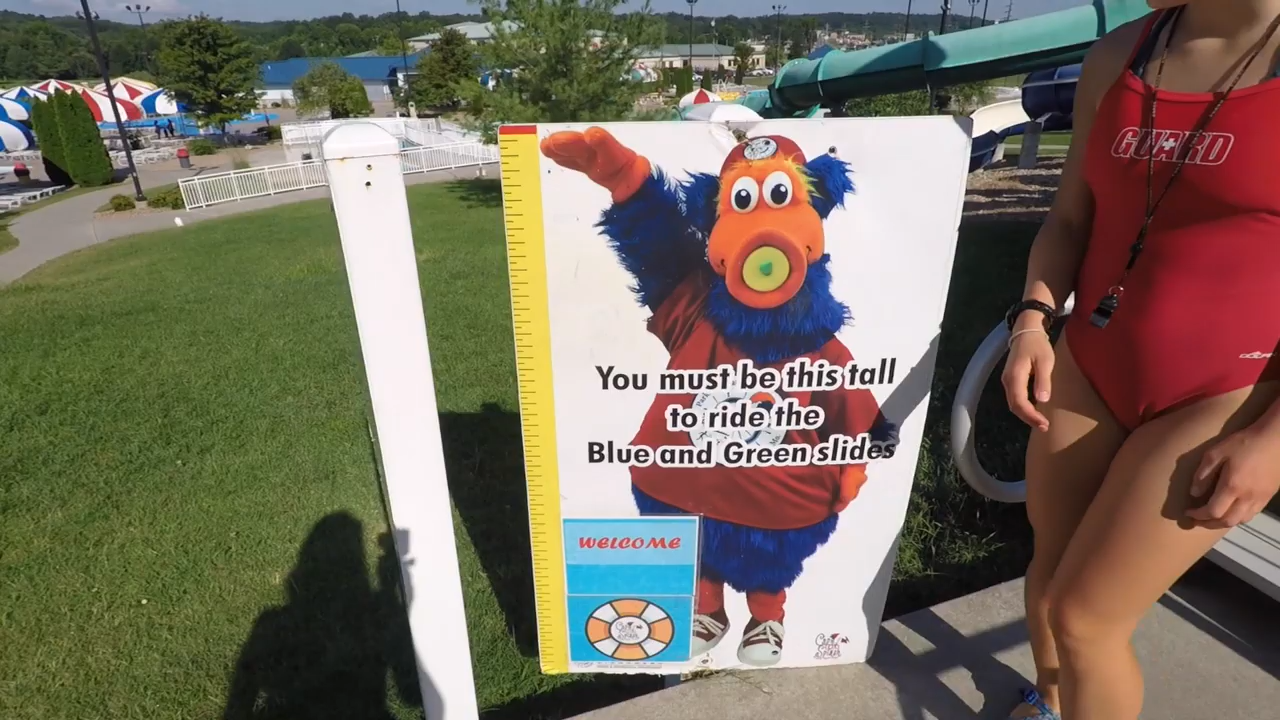 GUARD
You must be this tall
to ride the
Blue and Green slides
WELCOME